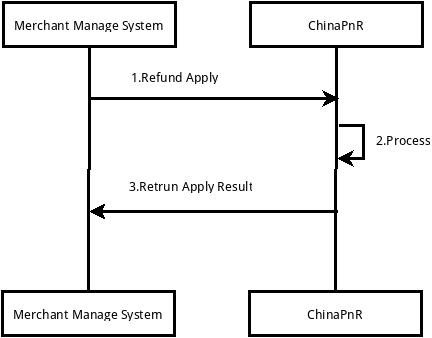 Merchant Manage System
ChinaPnR
1.Refund Apply
2.Process
3.Retrun Apply Result
Merchant Manage System
ChinaPnR